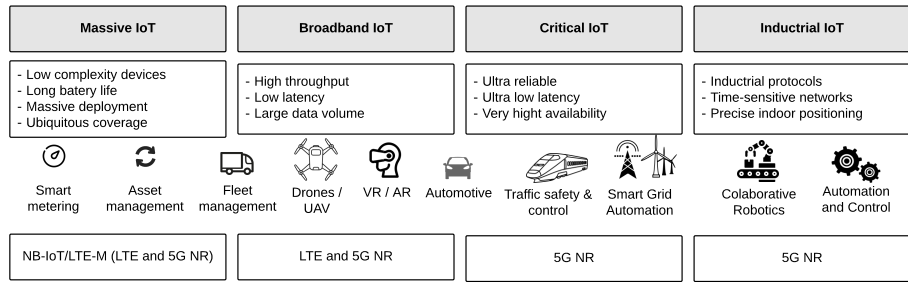 Massive IoT
Broadband IoT
Critical IoT
Inductrial IoT
- Low complexity devices
- Long batery life
- Massive deployment
- Ubiquitous coverage
- High throughput
- Low latency
- Large data volume
- Ultra reliable
- Ultra low latency
- Very hight availability
- Inductrial protocols
- Time-sensitive networks
- Precise indoor positioning
Smart
metering
Asset
management
Fleet
management
Drones /
UAV
VR / AR
Automotive
Traffic safety &
control
Smart Grid
Automation
Colaborative
Robotics
Automation
and Control
NB-IoT/LTE-M (LTE and 5G NR)
LTE and 5G NR
5G NR
5G NR